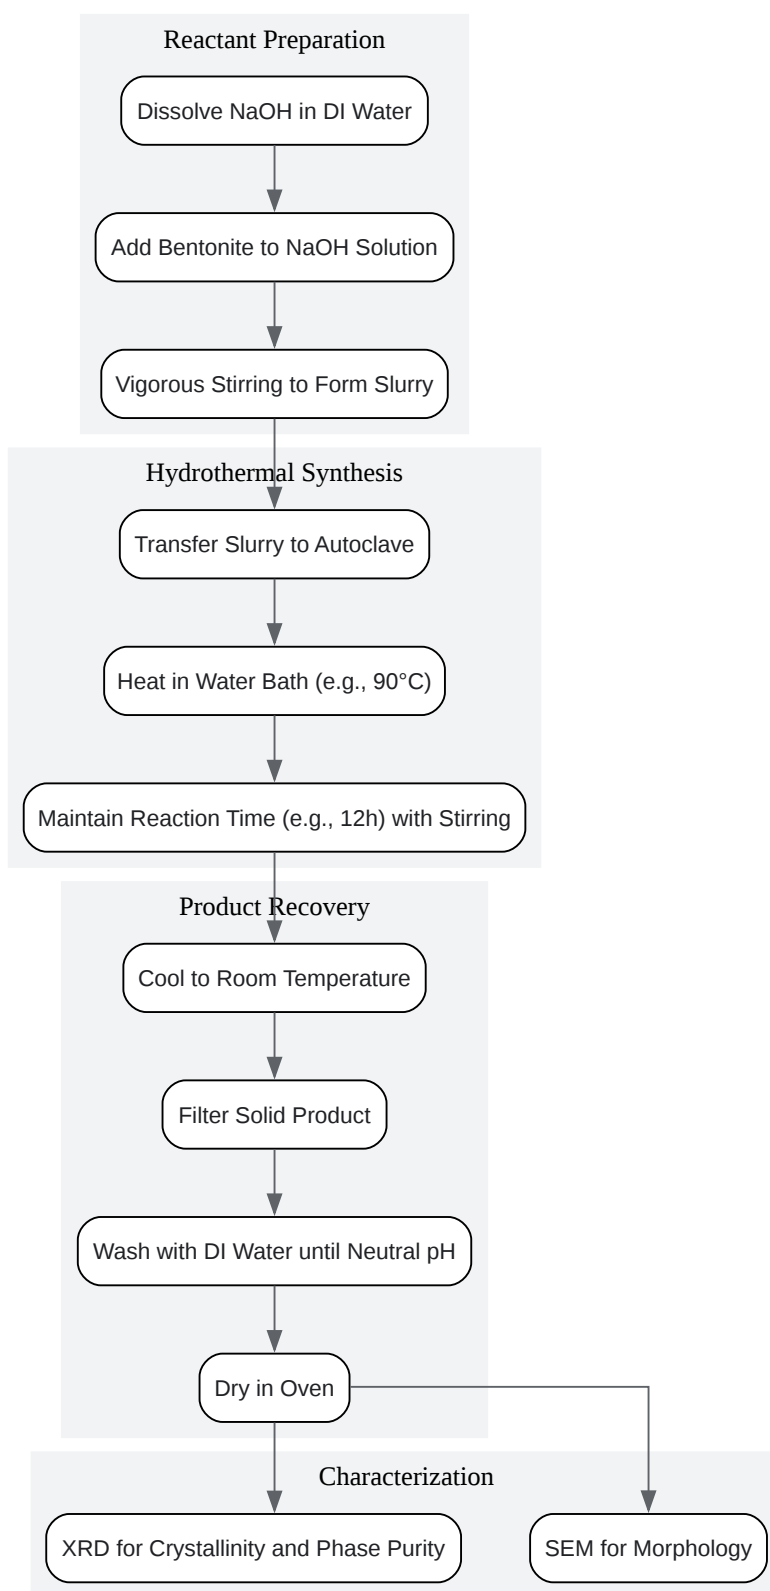 Reactant Preparation
Dissolve NaOH in DI Water
Add Bentonite to NaOH Solution
Vigorous Stirring to Form Slurry
Hydrothermal Synthesis
Transfer Slurry to Autoclave
Heat in Water Bath (e.g., 90°C)
Maintain Reaction Time (e.g., 12h) with Stirring
Product Recovery
Cool to Room Temperature
Filter Solid Product
Wash with DI Water until Neutral pH
Dry in Oven
Characterization
XRD for Crystallinity and Phase Purity
SEM for Morphology